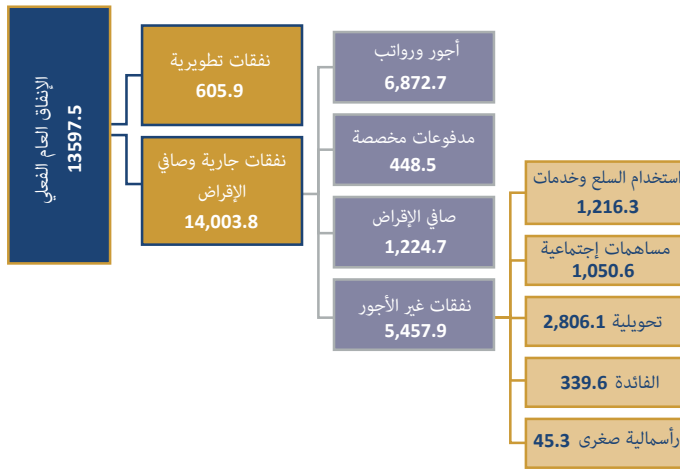 الإنفاق العام الفعلي
13597.5
نفقات تطويرية
605.9
نفقات جارية وصافي
الإقراض
14,003.8
أجور ورواتب
6,872.7
مدفوعات مخصصة
448.5
صافي الإقراض
1,224.7
نفقات غير الأجور
5,457.9
استخدام السلع وخدمات
1,216.3
مساهمات إجتماعية
1,050.6
تحويلية 2,806.1
الفائدة 339.6
رأسمالية صغرى 45.3